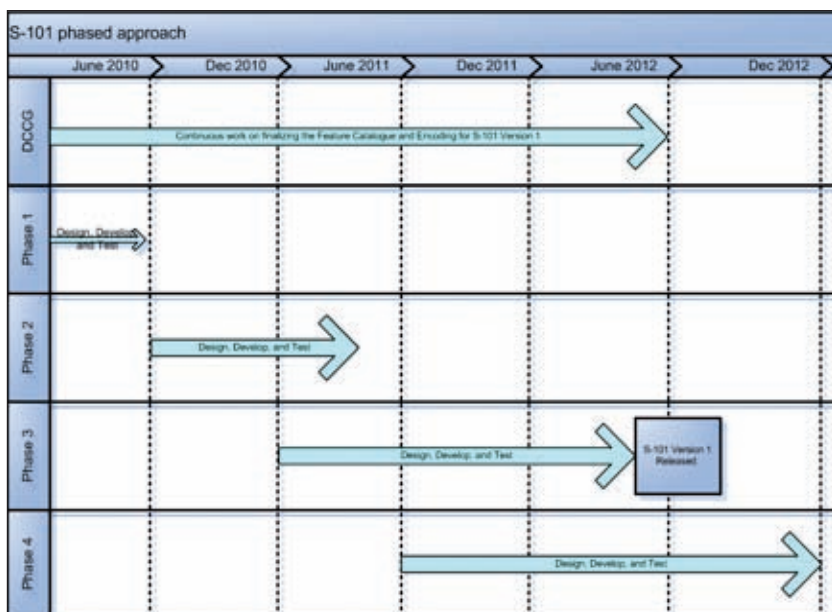 S-101 phased approach
June 2010
Dec 2010
June 2011
Dec 2011
June 2012
Dec 2012
DCCG
Continuous work on finalizing the Feature Catalogue and Encoding for S-101 Version 1
Phase 1
Design, Develop,
and Test
Phase 2
Design, Develop, and Test
Phase 3
Design, Develop, and Test
S-101 Version 1
Released
Phase 4
Design, Develop, and Test